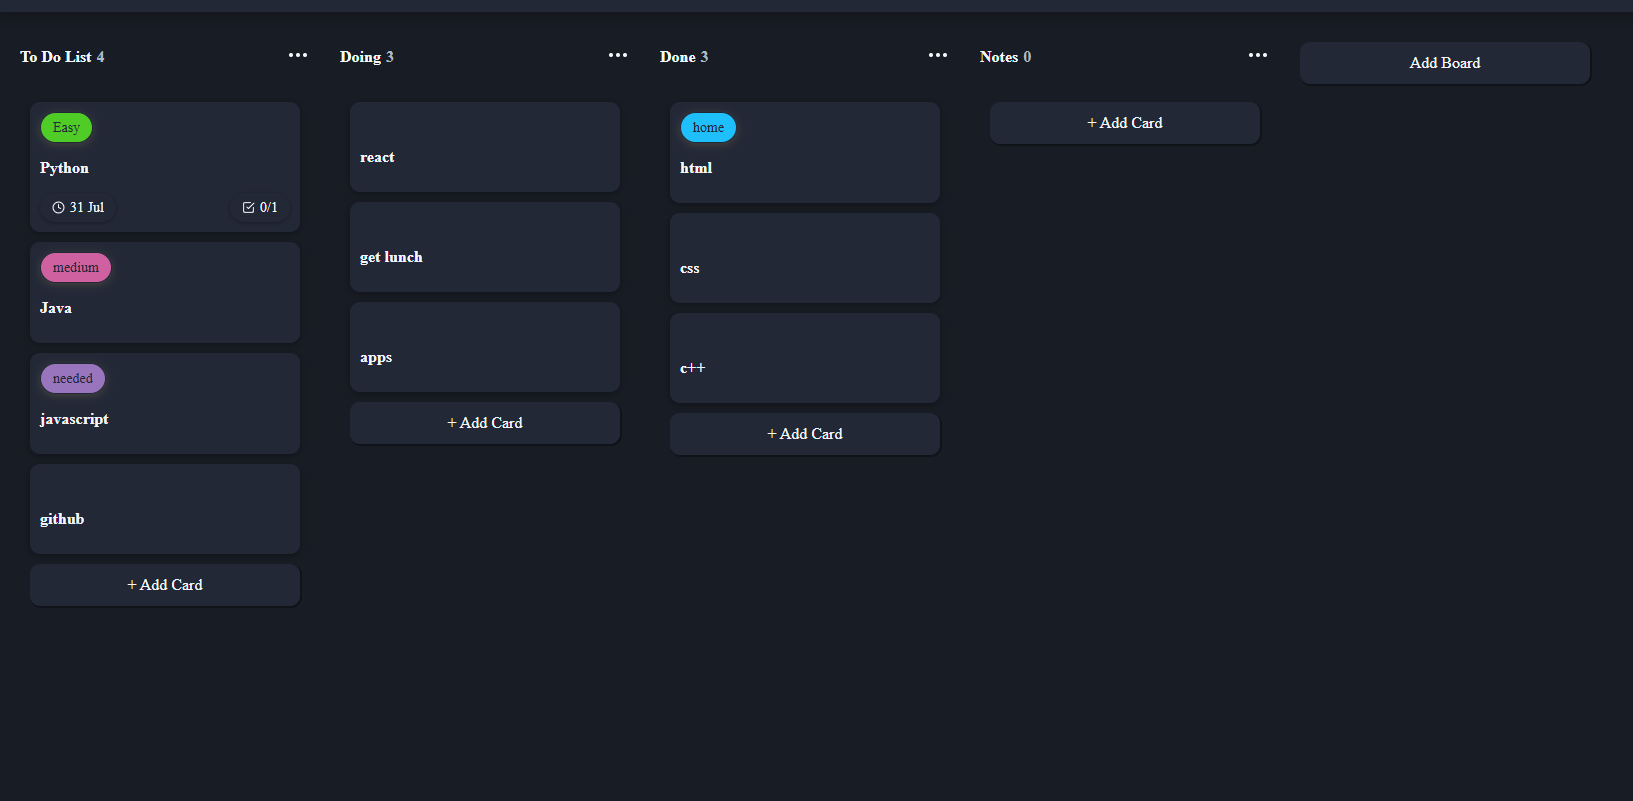 To Do List 4
Easy
Python
31 Jul
0/1
medium
Java
needed
javascript
github
+ Add Card
Doing 3
react
get lunch
apps
+ Add Card
Done 3
home
html
css
c++
+ Add Card
Notes 0
+ Add Card
Add Board